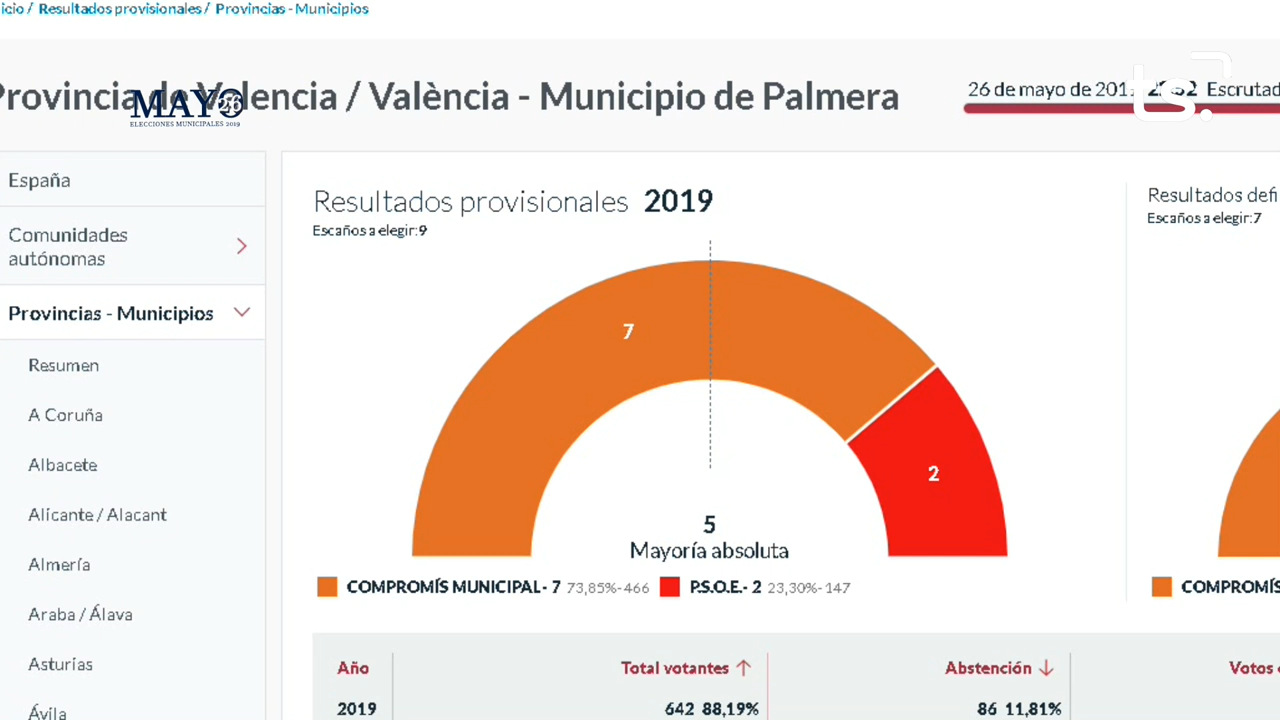 icio / Resultados provisionales / Provincias - Municipios
Provincia de Valencia / València - Municipio de Palmera
MAYO
26
ELECCIONES MUNICIPALES 2019
26 de mayo de 201
Escrutad
ts.
España
Comunidades
autónomas
Provincias - Municipios
Resumen
A Coruña
Albacete
Alicante / Alacant
Almería
Araba / Álava
Asturias
Ávila
Resultados provisionales 2019
Escaños a elegir:9
7
2
5
Mayoría absoluta
COMPROMÍS MUNICIPAL - 7 73,85%-466 P.S.O.E.- 2 23,30%-147
Resultados defi
Escaños a elegir:7
COMPROMÍS
Año Total votantes Abstención Votos
2019 642 88,19% 86 11,81%